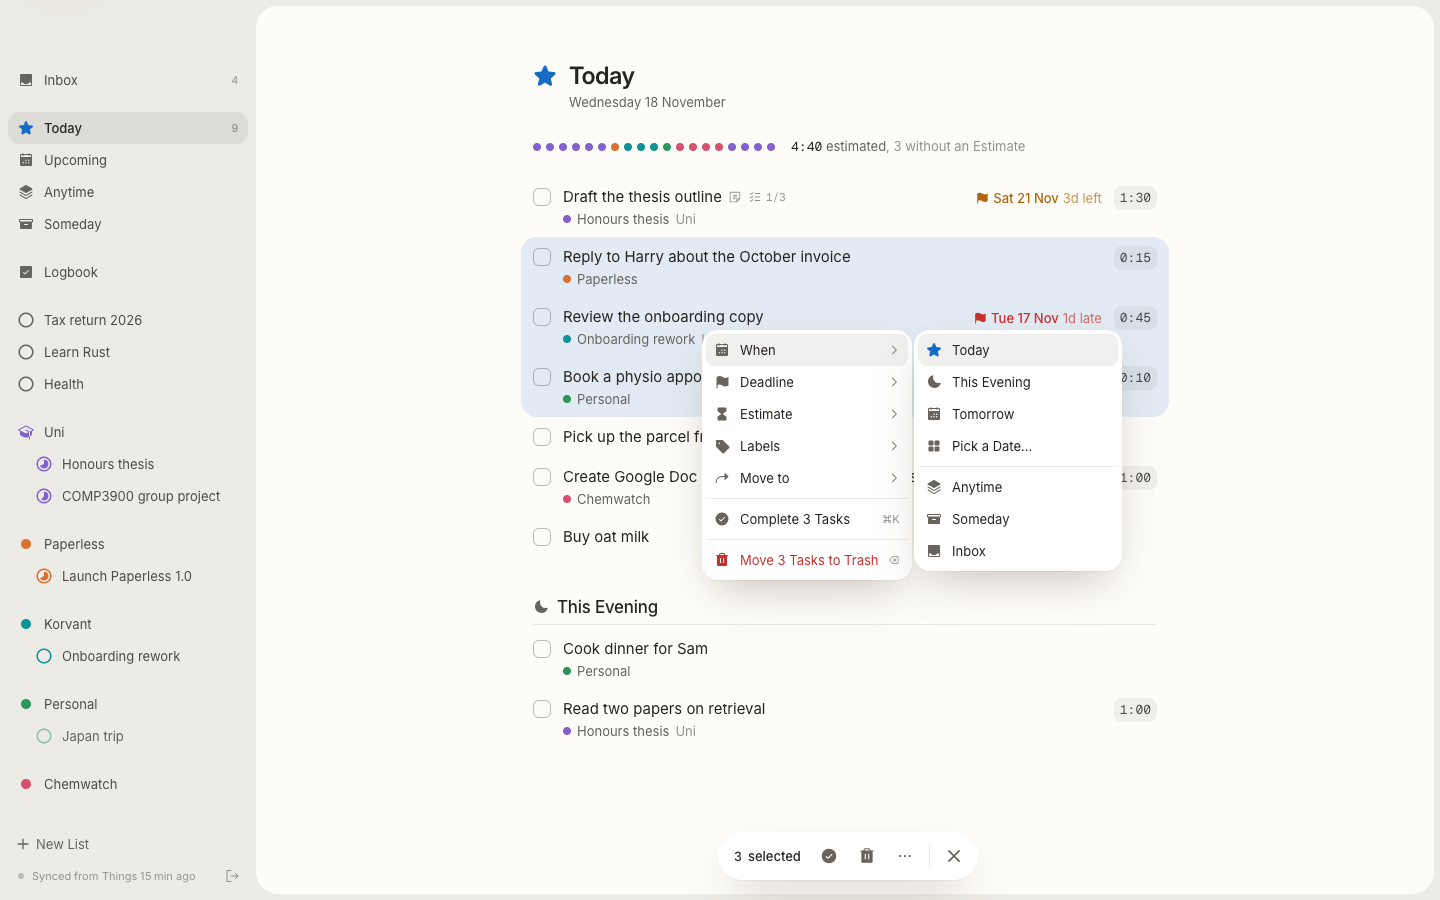 Inbox 4
Today 9
Upcoming
Anytime
Someday
Logbook
Tax return 2026
Learn Rust
Health
Uni
Honours thesis
COMP3900 group project
Paperless
Launch Paperless 1.0
Korvant
Onboarding rework
Personal
Japan trip
Chemwatch
New List
Synced from Things 15 min ago
Today
Wednesday 18 November
4:40 estimated, 3 without an Estimate
Draft the thesis outline 1/3 Sat 21 Nov 3d left 1:30
Honours thesis Uni
Reply to Harry about the October invoice 0:15
Paperless
Review the onboarding copy Tue 17 Nov 1d late 0:45
Onboarding rework
Book a physio 0:10
Personal
Pick up the parcel
Create Google Doc 1:00
Chemwatch
Buy oat milk
When
Deadline
Estimate
Labels
Move to
Complete 3 Tasks ⌘K
Move 3 Tasks to Trash ⌫
Today
This Evening
Tomorrow
Pick a Date...
Anytime
Someday
Inbox
This Evening
Cook dinner for Sam
Personal
Read two papers on retrieval 1:00
Honours thesis Uni
3 selected